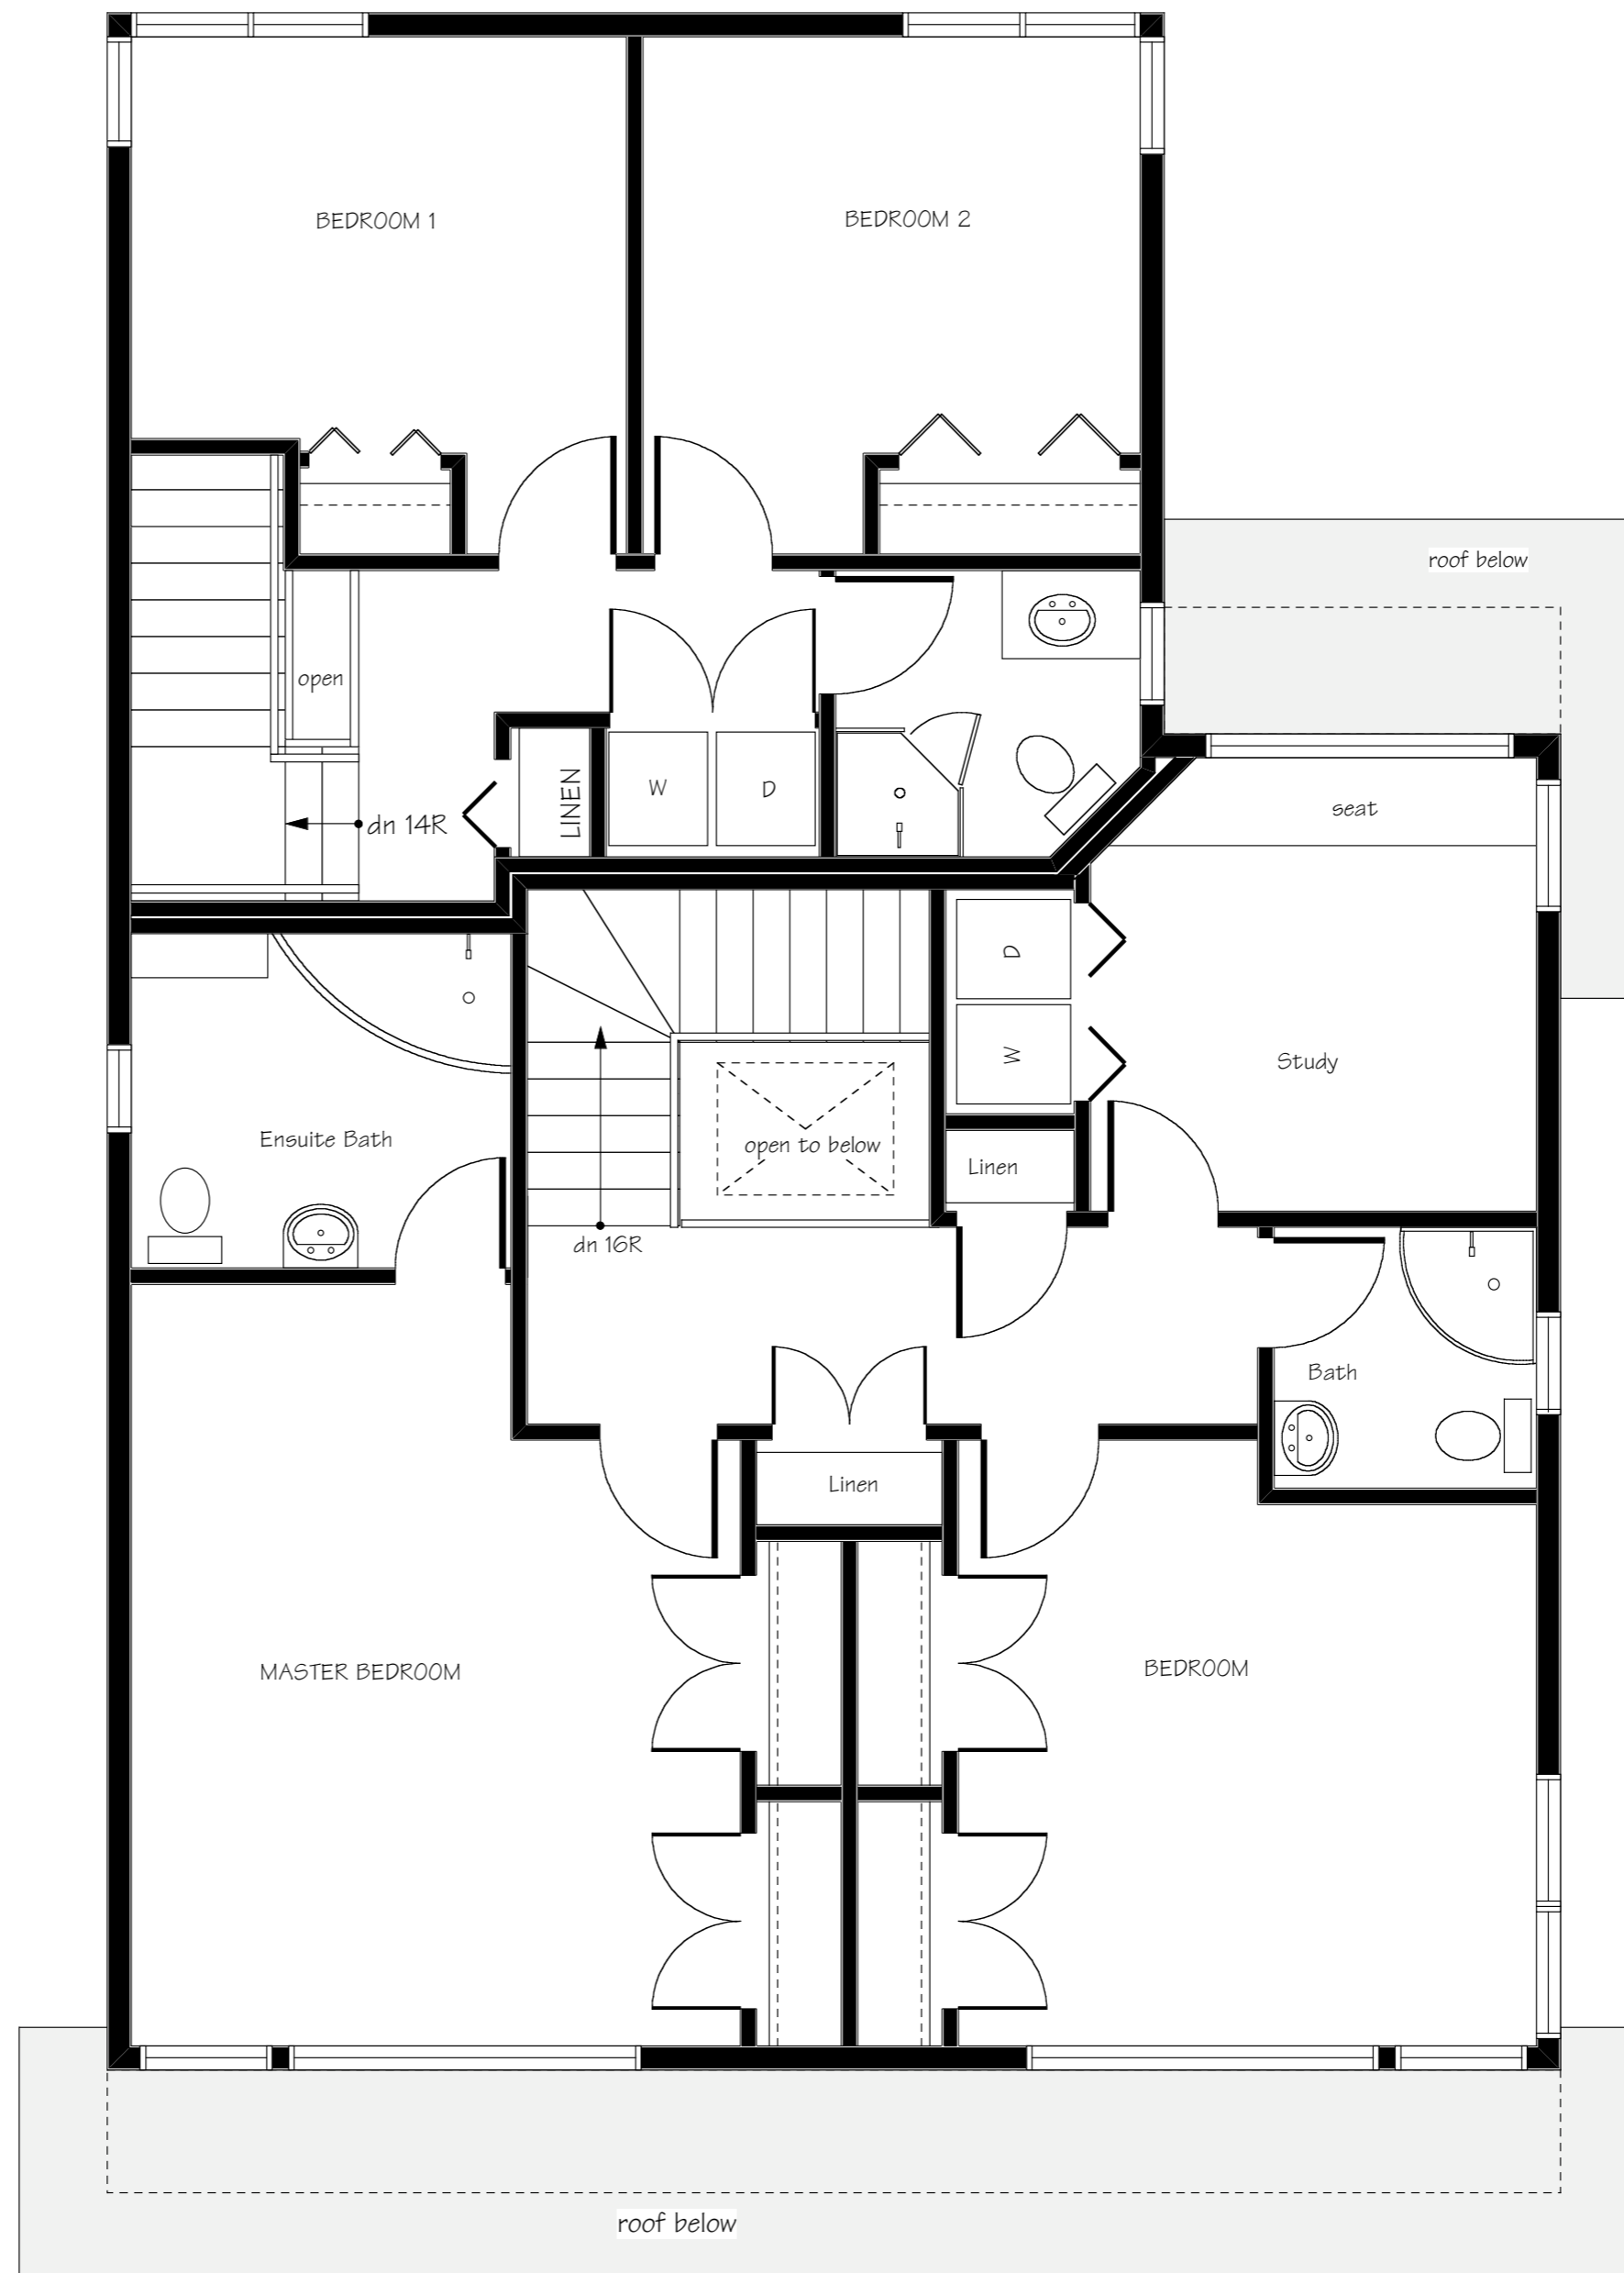 BEDROOM 1
BEDROOM 2
roof below
open
W
D
LINEN
dn 14R
seat
D
W
Study
Ensuite Bath
open to below
Linen
dn 16R
Bath
Linen
MASTER BEDROOM
BEDROOM
roof below